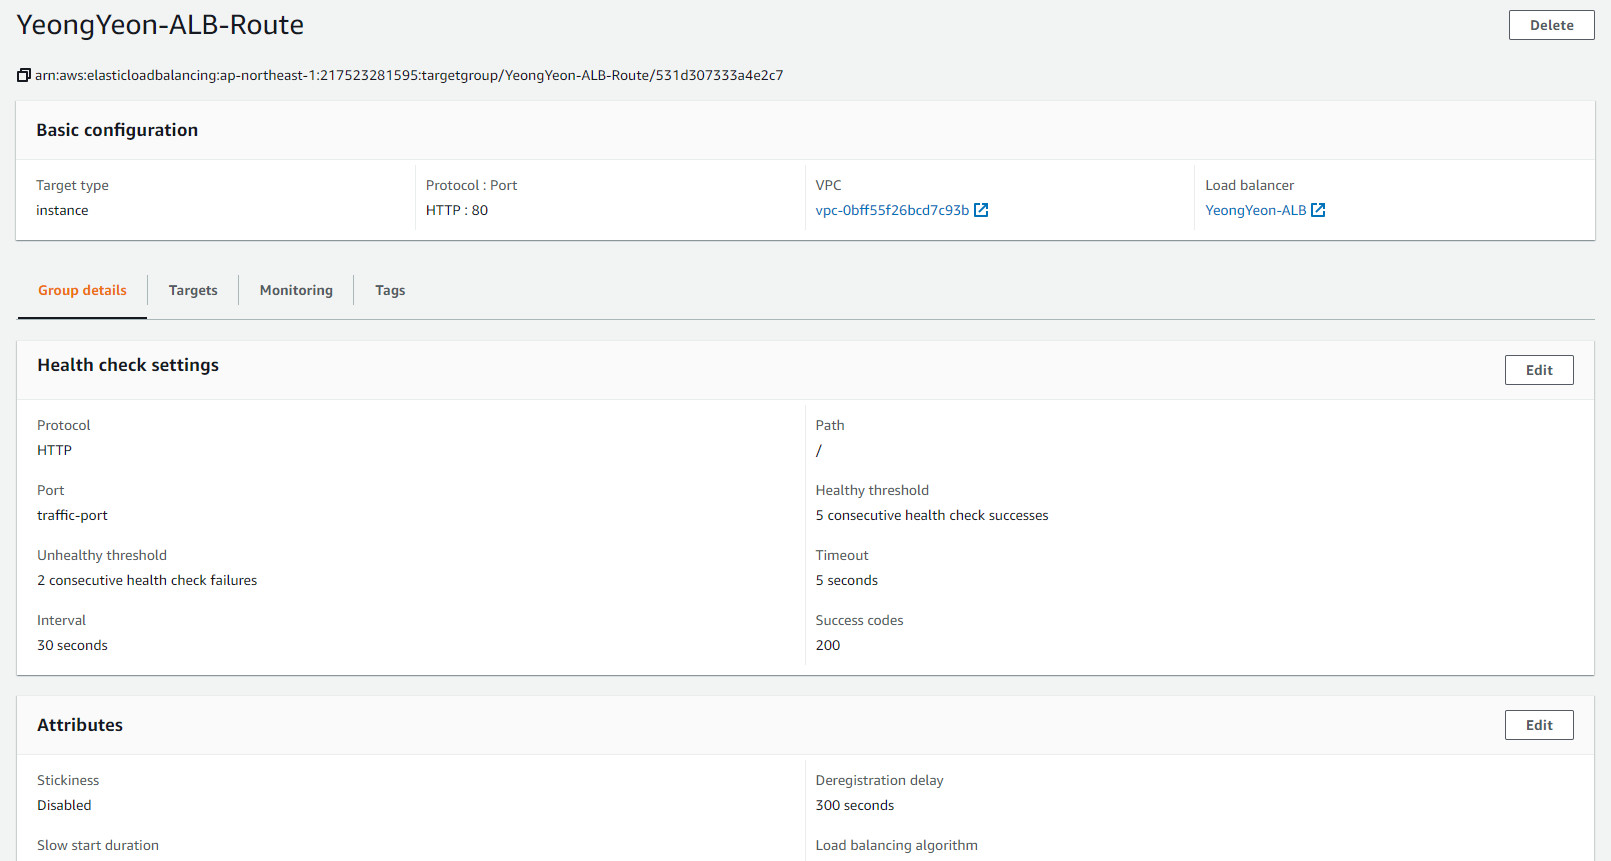 YeongYeon-ALB-Route
Delete
arn:aws:elasticloadbalancing:ap-northeast-1:217523281595:targetgroup/YeongYeon-ALB-Route/531d307333a4e2c7
Basic configuration
Target type
instance
Protocol : Port
HTTP : 80
VPC
vpc-0bff55f26bcd7c93b
Load balancer
YeongYeon-ALB
Group details
Targets
Monitoring
Tags
Health check settings
Edit
Protocol
HTTP
Path
/
Port
traffic-port
Healthy threshold
5 consecutive health check successes
Unhealthy threshold
2 consecutive health check failures
Timeout
5 seconds
Interval
30 seconds
Success codes
200
Attributes
Edit
Stickiness
Disabled
Deregistration delay
300 seconds
Slow start duration
Load balancing algorithm